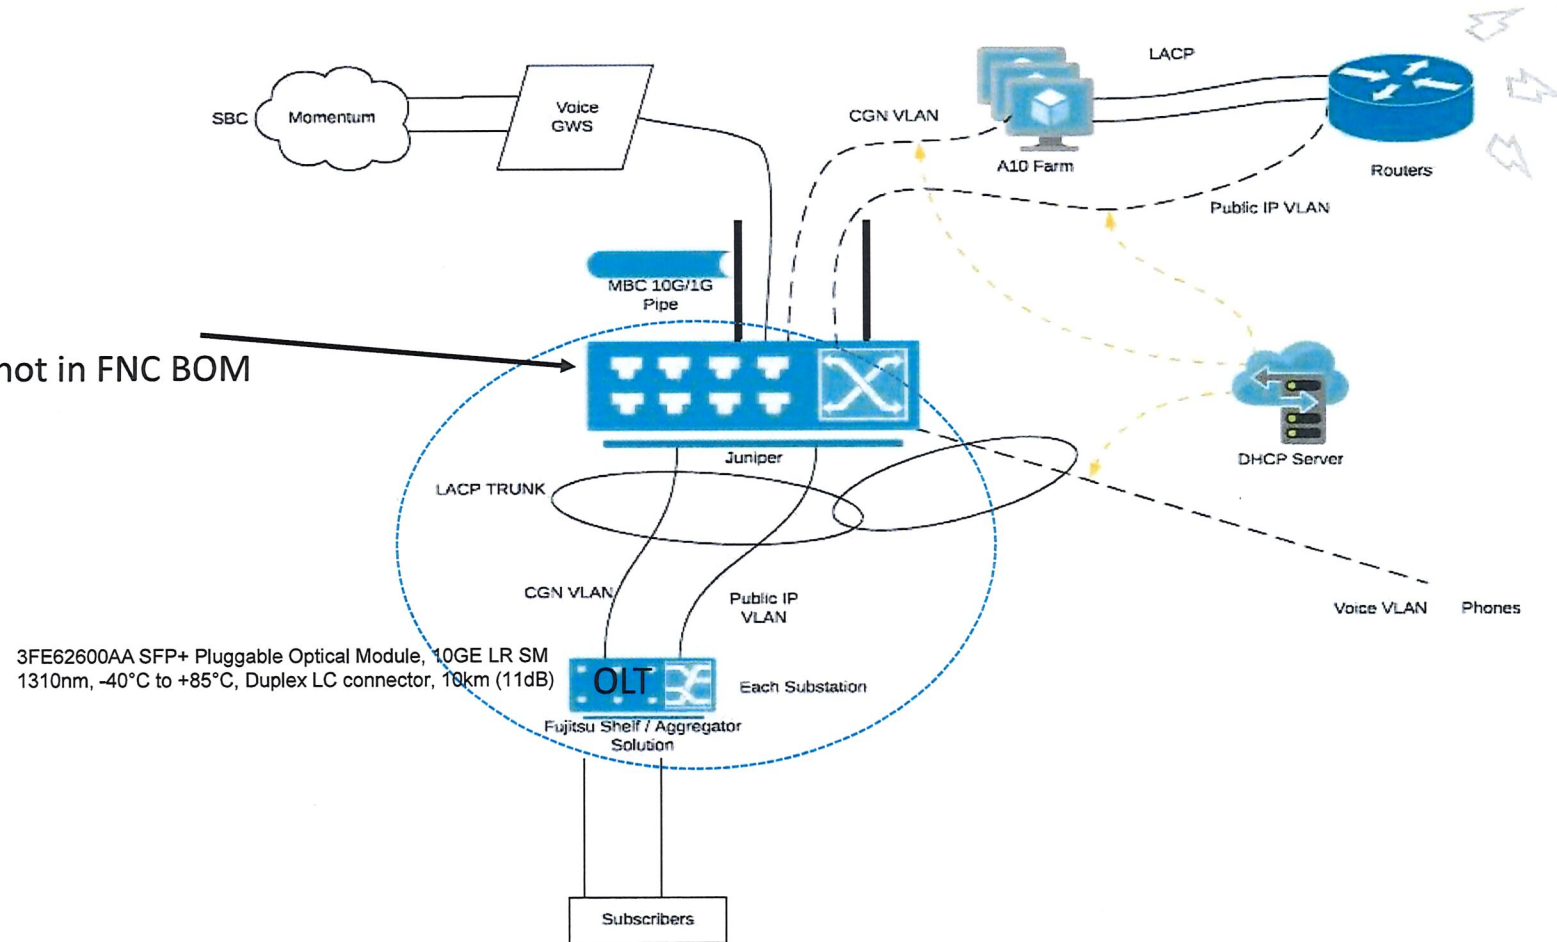 LACP
SBC
Momentum
Voice
GWS
CGN VLAN
A10 Farm
Routers
Public IP VLAN
MBC 10G/1G
Pipe
not in FNC BOM
Juniper
DHCP Server
LACP TRUNK
CGN VLAN
Public IP
VLAN
Voice VLAN
Phones
3FE62600AA SFP+ Pluggable Optical Module, 10GE LR SM
1310nm, -40°C to +85°C, Duplex LC connector, 10km (11dB)
OLT
Each Substation
Fujitsu Shelf / Aggregator
Solution
Subscribers